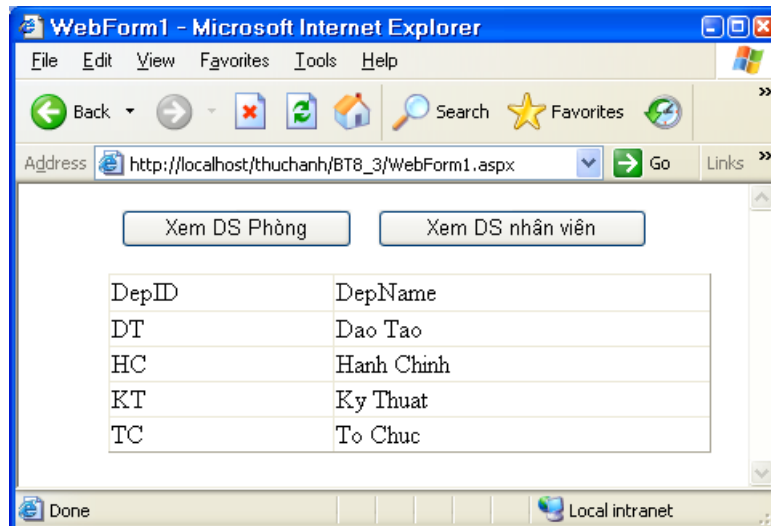 WebForm1 - Microsoft Internet Explorer
File Edit View Favorites Tools Help
Back Search Favorites »
Address http://localhost/thuchanh/BT8_3/WebForm1.aspx Go Links »
Xem DS Phòng Xem DS nhân viên
DepID DepName
DT Dao Tao
HC Hanh Chinh
KT Ky Thuat
TC To Chuc
Done Local intranet